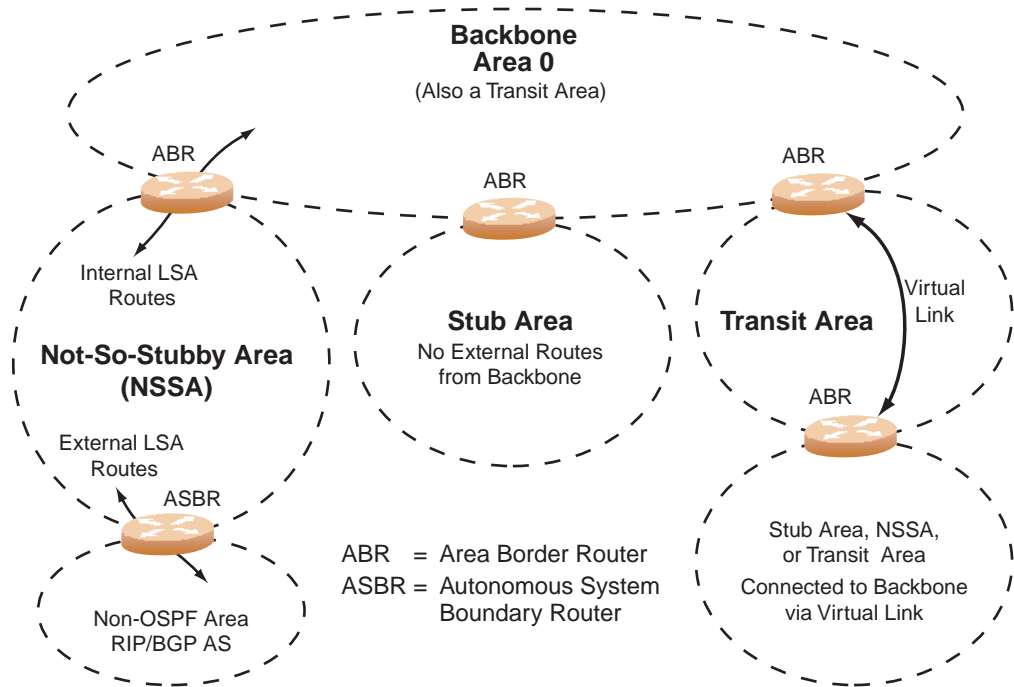 Backbone
Area 0
(Also a Transit Area)
ABR
ABR
ABR
Internal LSA
Routes
Not-So-Stubby Area
(NSSA)
External LSA
Routes
ASBR
Non-OSPF Area
RIP/BGP AS
Stub Area
No External Routes
from Backbone
Transit Area
Virtual
Link
ABR
Stub Area, NSSA,
or Transit Area
Connected to Backbone
via Virtual Link
ABR = Area Border Router
ASBR = Autonomous System
Boundary Router